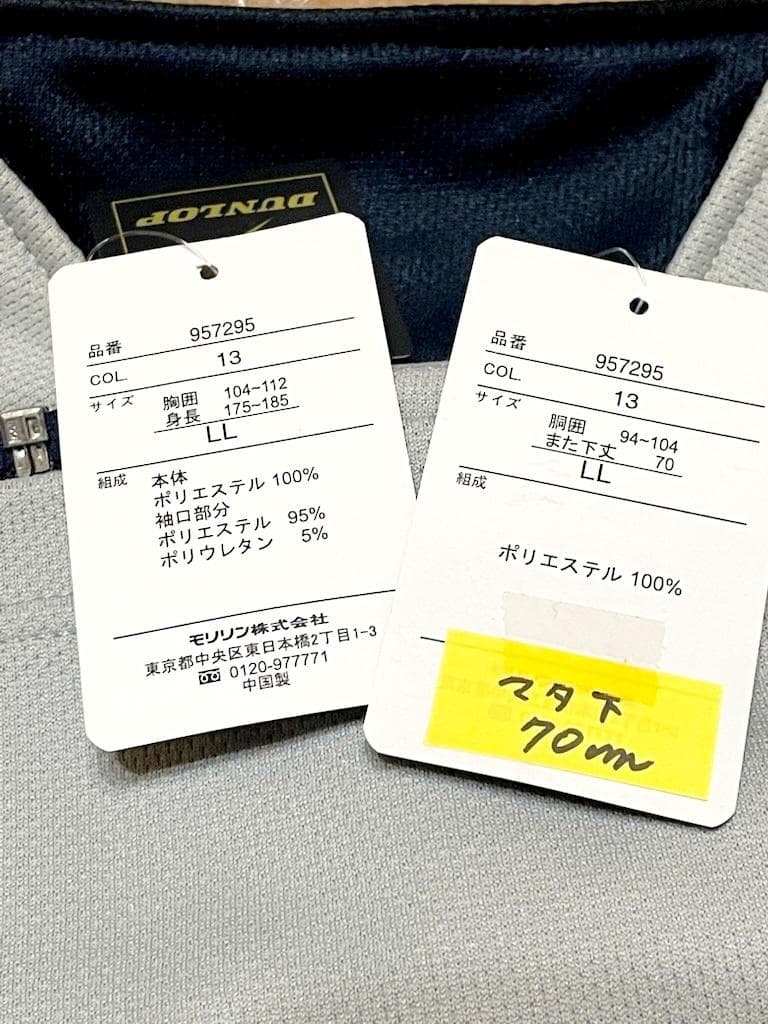 DUNLOP
品番 957295
COL. 13
サイズ 胸囲 104~112
身長 175~185
LL
組成 本体
ポリエステル 100%
袖口部分
ポリエステル 95%
ポリウレタン 5%
モリリン株式会社
東京都中央区東日本橋2丁目1-3
0120-977771
中国製
品番 957295
COL. 13
サイズ 胴囲 94~104
また下丈 70
LL
組成
ポリエステル 100%
マタ下
70cm